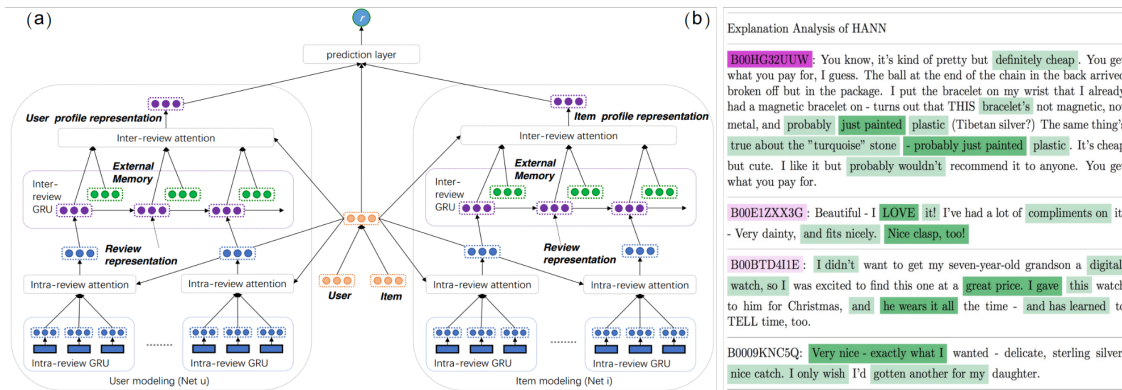 (a)
(b)
r
prediction layer
User profile representation
Item profile representation
Inter-review attention
Inter-review attention
External Memory
External Memory
Inter-review GRU
Inter-review GRU
Review representation
Review representation
Intra-review attention
Intra-review attention
Intra-review attention
Intra-review attention
User
Item
Intra-review GRU
Intra-review GRU
Intra-review GRU
Intra-review GRU
User modeling (Net u)
Item modeling (Net i)
Explanation Analysis of HANN
B00HG32UUW: You know, it's kind of pretty but definitely cheap. You get
what you pay for, I guess. The ball at the end of the chain in the back arrived
broken off but in the package. I put the bracelet on my wrist that I already
had a magnetic bracelet on - turns out that THIS bracelet's not magnetic, not
metal, and probably just painted plastic (Tibetan silver?) The same thing's
true about the "turquoise" stone - probably just painted plastic. It's cheap
but cute. I like it but probably wouldn't recommend it to anyone. You get
what you pay for.
B00E1ZXX3G: Beautiful - I LOVE it! I've had a lot of compliments on it
- Very dainty, and fits nicely. Nice clasp, too!
B00BTD4I1E: I didn't want to get my seven-year-old grandson a digital
watch, so I was excited to find this one at a great price. I gave this watch
to him for Christmas, and he wears it all the time - and has learned to
TELL time, too.
B0009KNC5Q: Very nice - exactly what I wanted - delicate, sterling silver,
nice catch. I only wish I'd gotten another for my daughter.